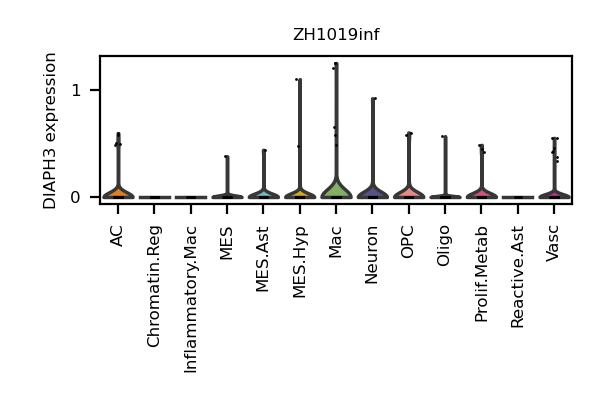 ZH1019inf
DIAPH3 expression
1
0
AC
Chromatin.Reg
Inflammatory.Mac
MES
MES.Ast
MES.Hyp
Mac
Neuron
OPC
Oligo
Prolif.Metab
Reactive.Ast
Vasc